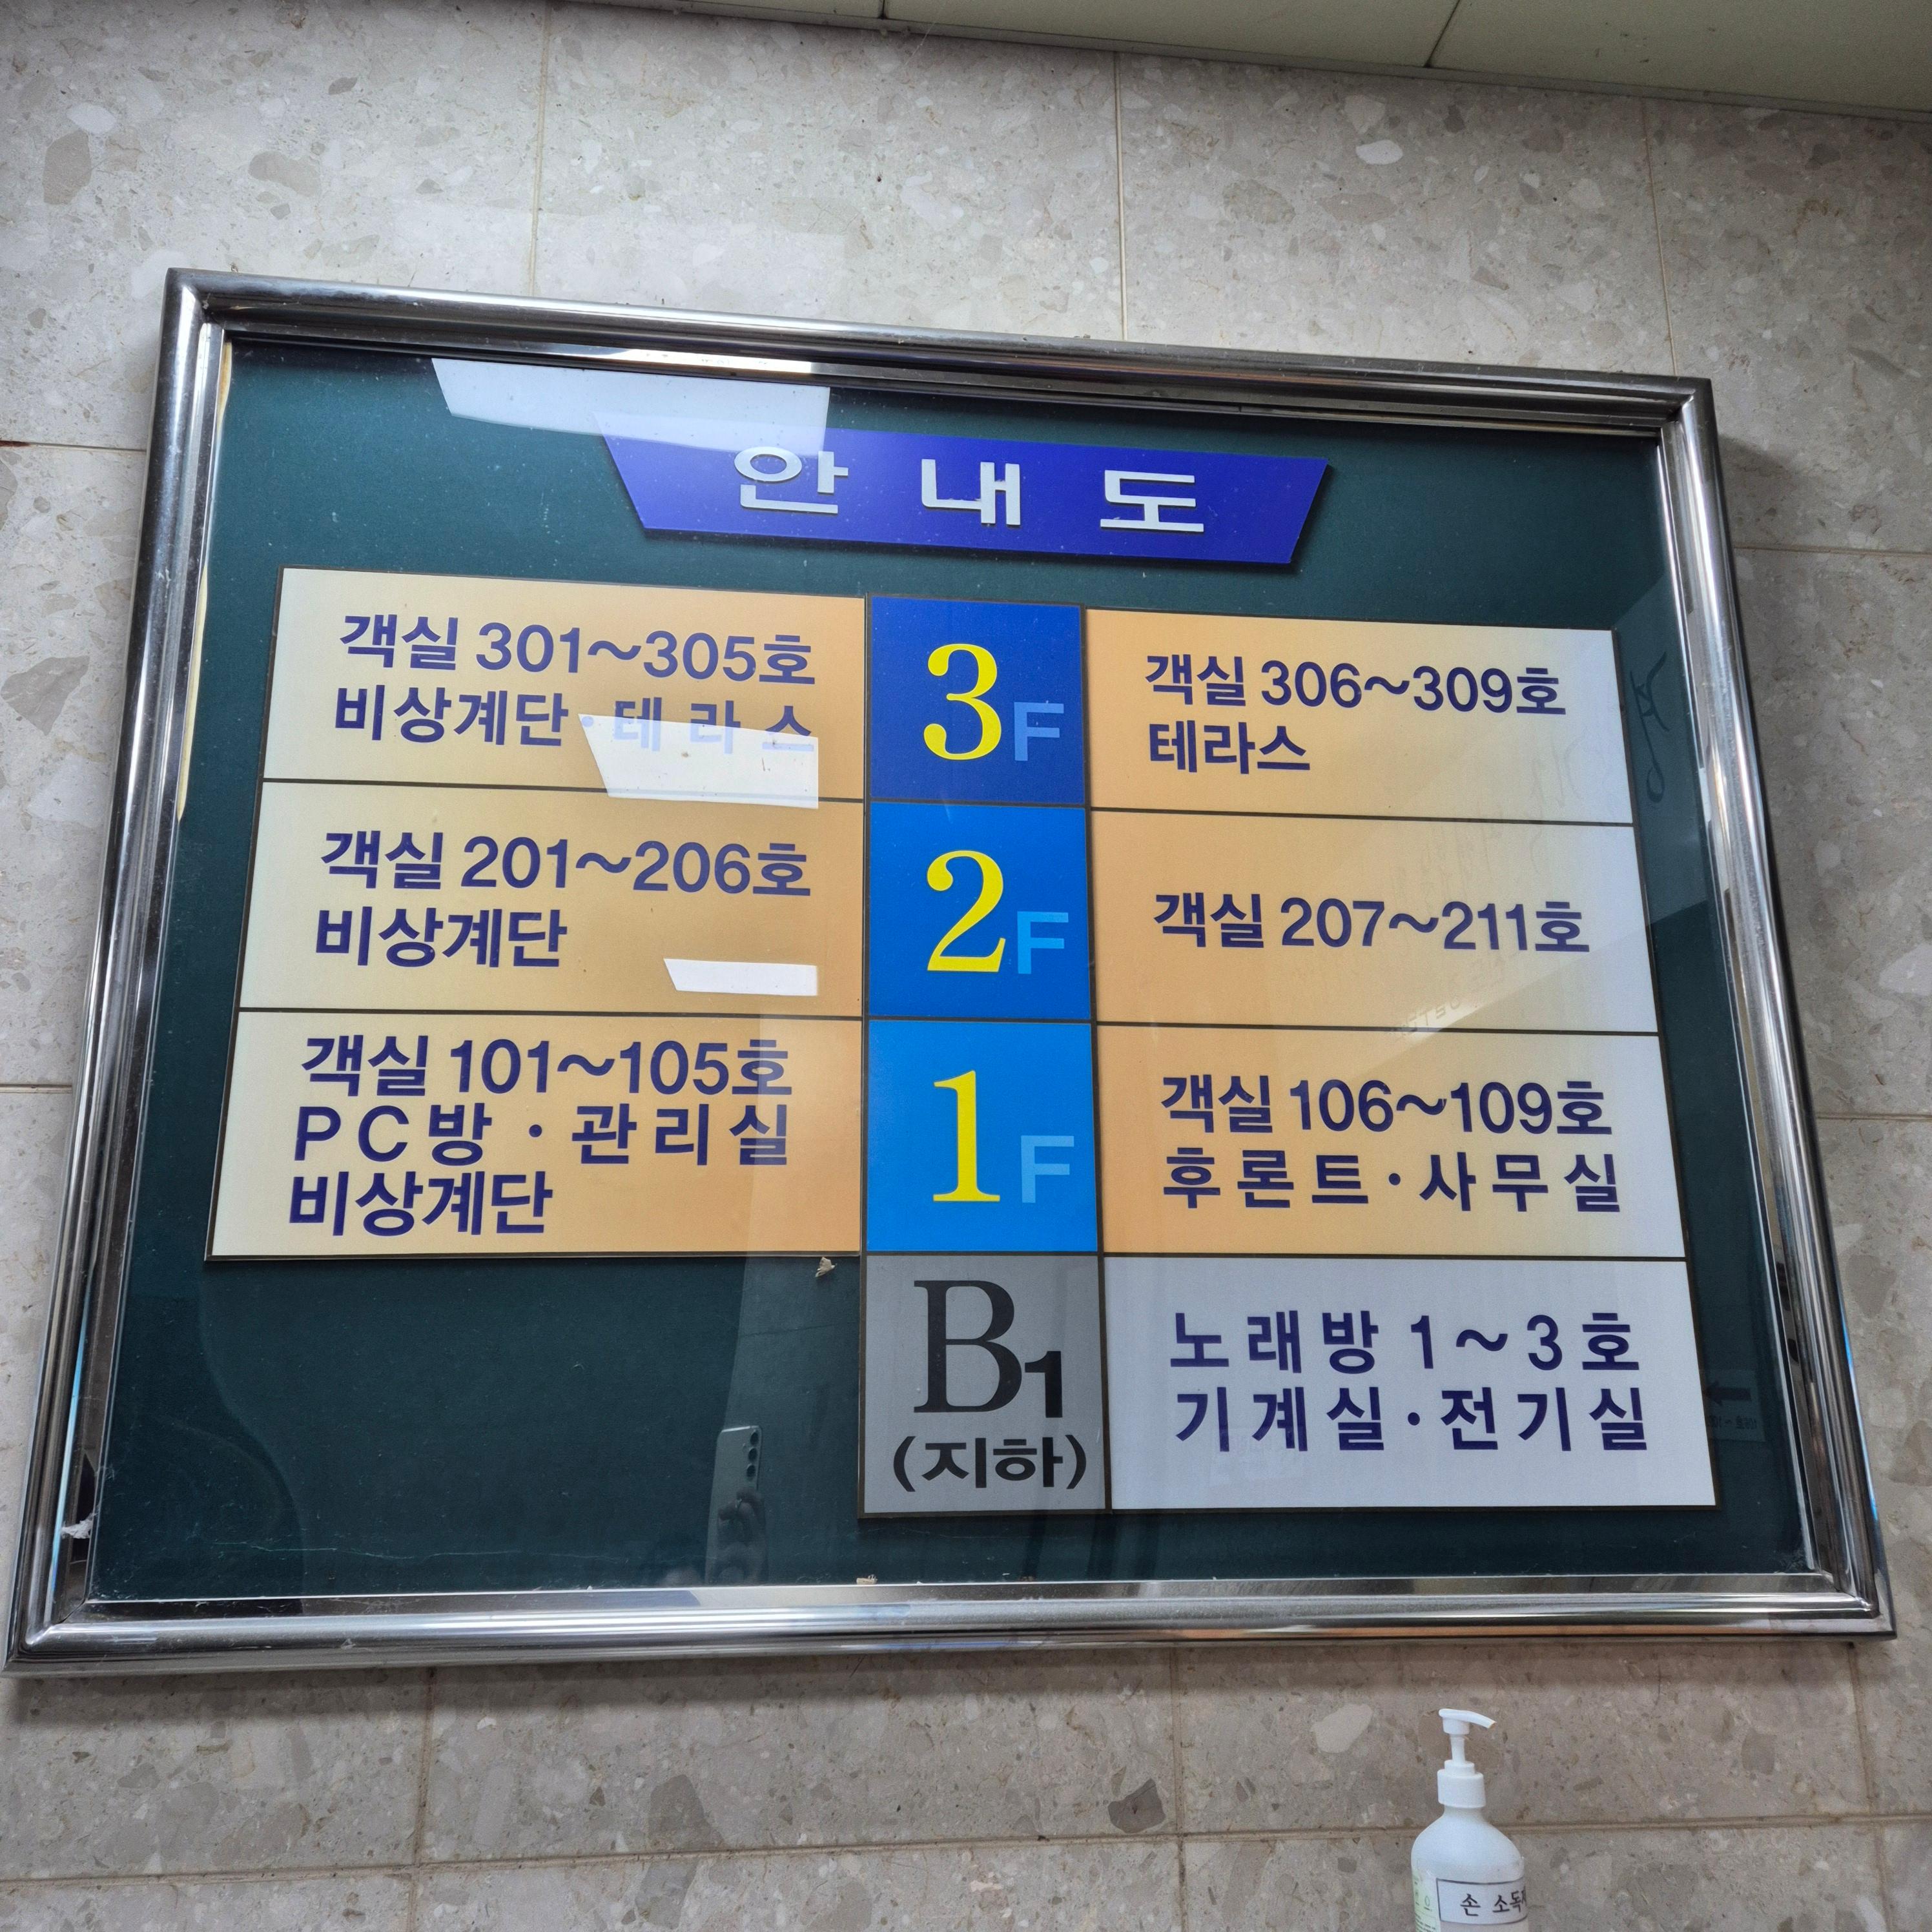 안내도
객실 301~305호
비상계단·테라스
3F
객실 306~309호
테라스
객실 201~206호
비상계단
2F
객실 207~211호
객실 101~105호
PC방·관리실
비상계단
1F
객실 106~109호
후론트·사무실
B1
(지하)
노래방 1~3호
기계실·전기실
손